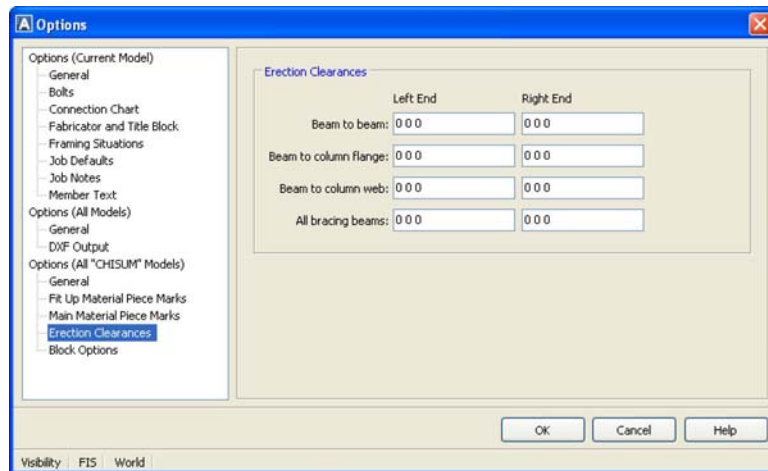 A Options
Options (Current Model)
General
Bolts
Connection Chart
Fabricator and Title Block
Framing Situations
Job Defaults
Job Notes
Member Text
Options (All Models)
General
DXF Output
Options (All "CHISUM" Models)
General
Fit Up Material Piece Marks
Main Material Piece Marks
Erection Clearances
Block Options
Erection Clearances
Left End Right End
Beam to beam: 0 0 0 0 0 0
Beam to column flange: 0 0 0 0 0 0
Beam to column web: 0 0 0 0 0 0
All bracing beams: 0 0 0 0 0 0
OK Cancel Help
Visibility FIS World